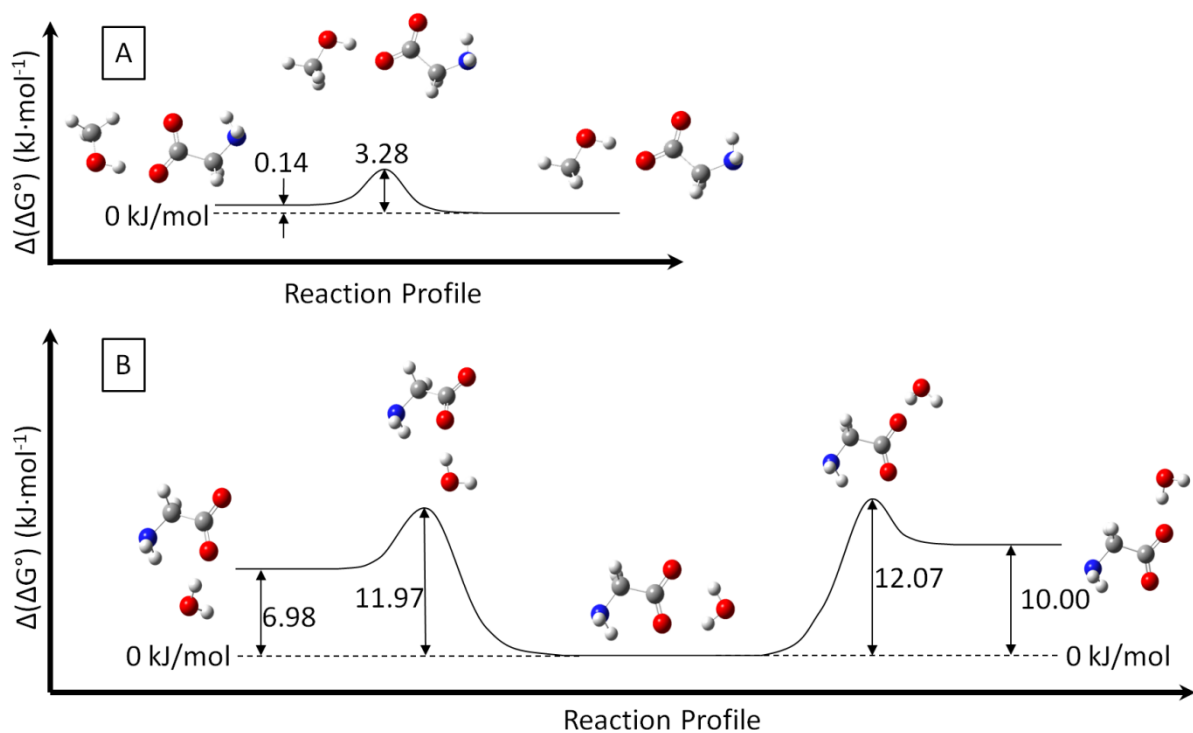 A
Δ(ΔG°) (kJ·mol⁻¹)
0.14
3.28
0 kJ/mol
Reaction Profile
B
Δ(ΔG°) (kJ·mol⁻¹)
6.98
11.97
12.07
10.00
0 kJ/mol
0 kJ/mol
Reaction Profile